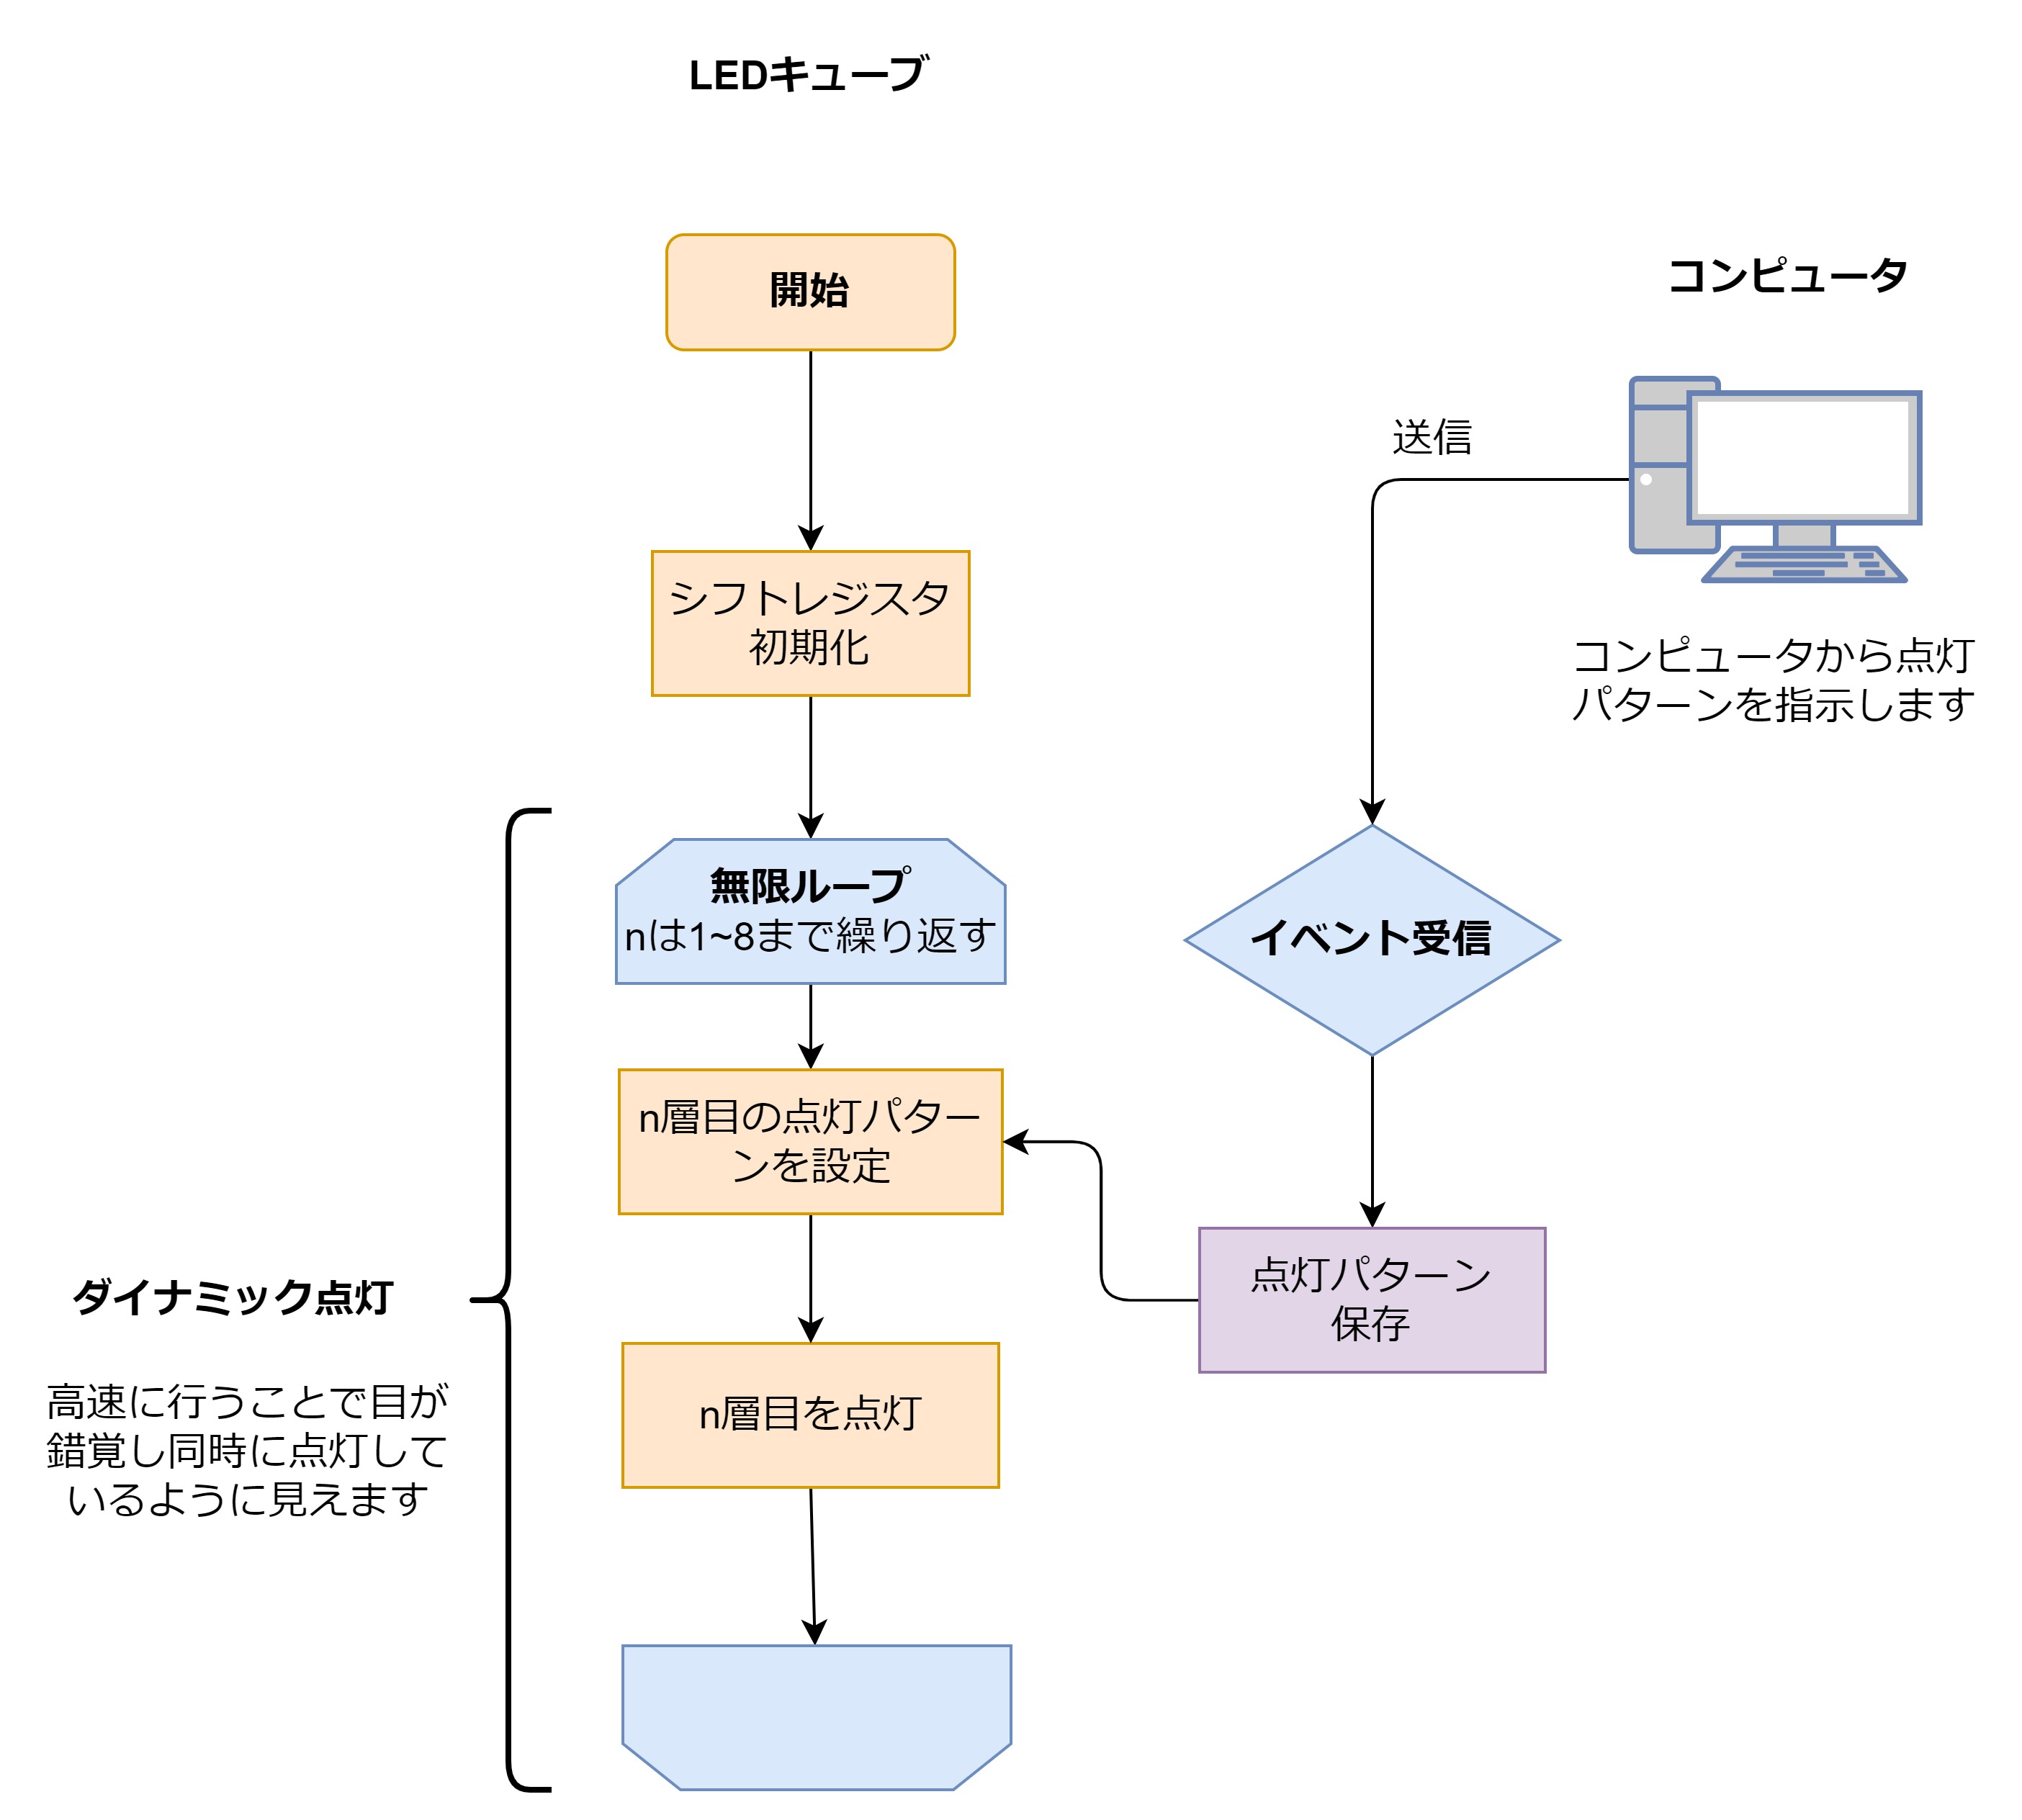 LEDキューブ
開始
コンピュータ
送信
シフトレジスタ
初期化
コンピュータから点灯
パターンを指示します
無限ループ
nは1~8まで繰り返す
イベント受信
n層目の点灯パター
ンを設定
点灯パターン
保存
ダイナミック点灯
高速に行うことで目が
錯覚し同時に点灯して
いるように見えます
n層目を点灯